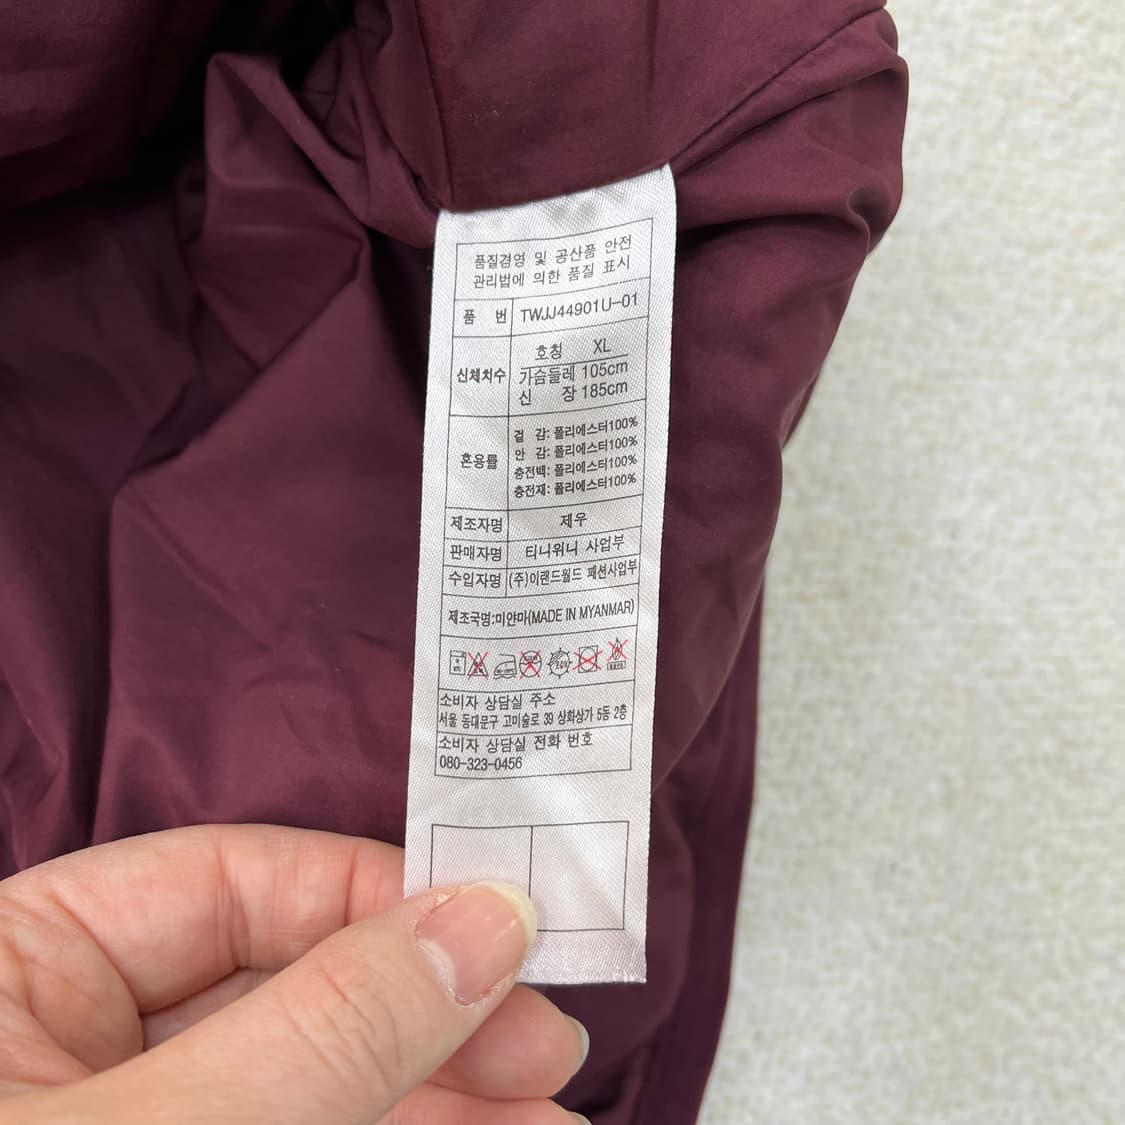 품질경영 및 공산품 안전
관리법에 의한 품질 표시
품 번 TWJJ44901U-01
신체치수
호칭 XL
가슴둘레 105cm
신 장 185cm
혼용률
겉 감: 폴리에스터100%
안 감: 폴리에스터100%
충전백: 폴리에스터100%
충전재: 폴리에스터100%
제조자명 제우
판매자명 티니위니 사업부
수입자명 (주)이랜드월드 패션사업부
제조국명:미얀마(MADE IN MYANMAR)
소비자 상담실 주소
서울 동대문구 고미술로 39 상화상가 5동 2층
소비자 상담실 전화 번호
080-323-0456